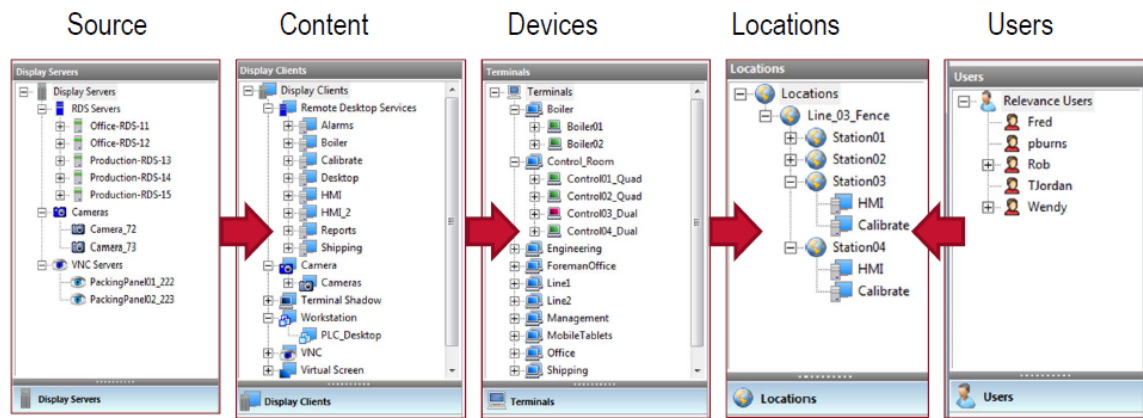 Source
Content
Devices
Locations
Users
Display Servers
Display Servers
RDS Servers
Office-RDS-11
Office-RDS-12
Production-RDS-13
Production-RDS-14
Production-RDS-15
Cameras
Camera_72
Camera_73
VNC Servers
PackingPanel01_222
PackingPanel02_223
Display Servers
Display Clients
Display Clients
Remote Desktop Services
Alarms
Boiler
Calibrate
Desktop
HMI
HMI_2
Reports
Shipping
Camera
Cameras
Terminal Shadow
Workstation
PLC_Desktop
VNC
Virtual Screen
Display Clients
Terminals
Terminals
Boiler
Boiler01
Boiler02
Control_Room
Control01_Quad
Control02_Quad
Control03_Dual
Control04_Dual
Engineering
ForemanOffice
Line1
Line2
Management
MobileTablets
Office
Shipping
Terminals
Locations
Locations
Line_03_Fence
Station01
Station02
Station03
HMI
Calibrate
Station04
HMI
Calibrate
Locations
Users
Relevance Users
Fred
pburns
Rob
TJordan
Wendy
Users